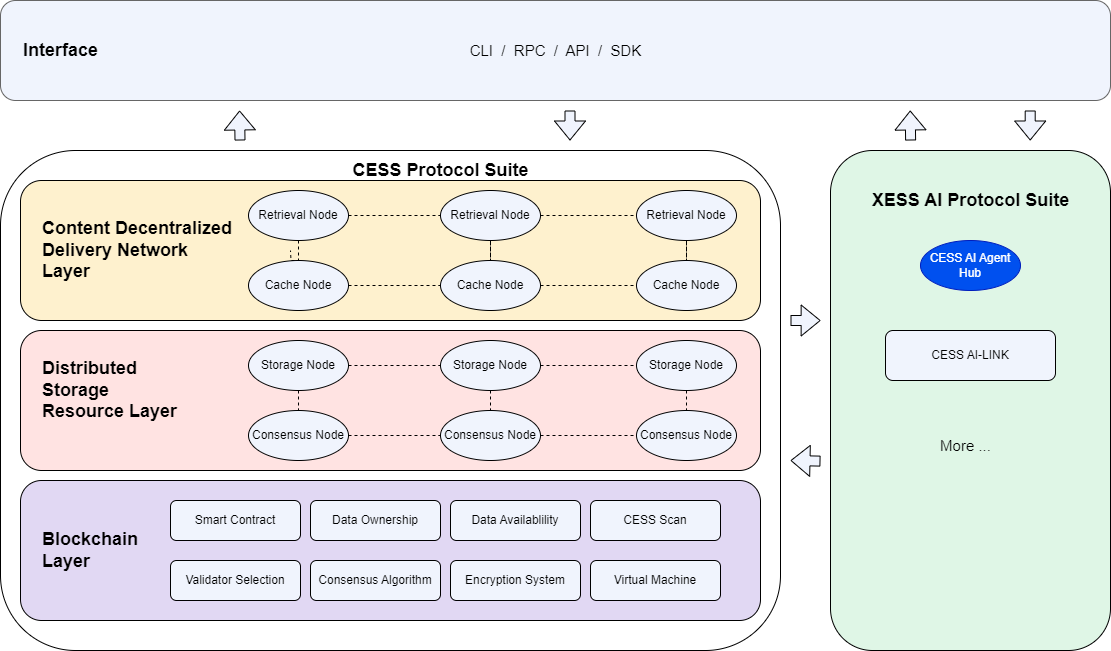 Interface
CLI / RPC / API / SDK
CESS Protocol Suite
Content Decentralized
Delivery Network
Layer
Retrieval Node
Retrieval Node
Retrieval Node
Cache Node
Cache Node
Cache Node
Distributed
Storage
Resource Layer
Storage Node
Storage Node
Storage Node
Consensus Node
Consensus Node
Consensus Node
Blockchain
Layer
Smart Contract
Data Ownership
Data Availablility
CESS Scan
Validator Selection
Consensus Algorithm
Encryption System
Virtual Machine
XESS AI Protocol Suite
CESS AI Agent
Hub
CESS AI-LINK
More ...